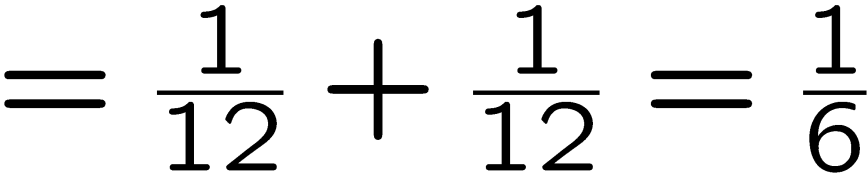 = 1/12 + 1/12 = 1/6